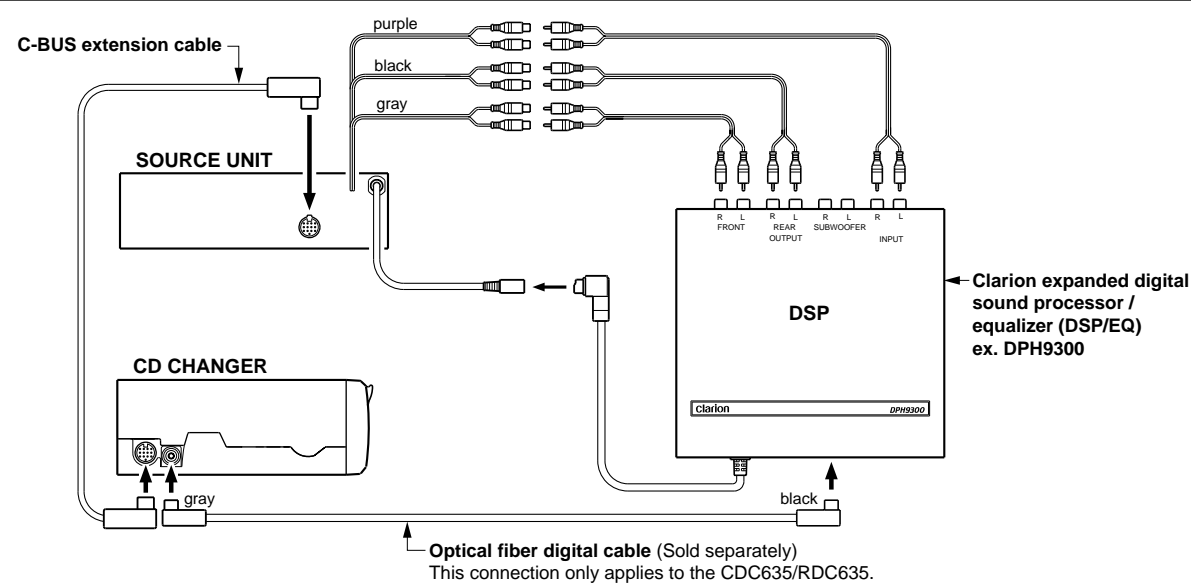 purple
C-BUS extension cable
black
gray
SOURCE UNIT
R L R L R L R L
FRONT REAR SUBWOOFER
OUTPUT INPUT
Clarion expanded digital
sound processor /
equalizer (DSP/EQ)
ex. DPH9300
DSP
CD CHANGER
clarion DPH9300
gray black
Optical fiber digital cable (Sold separately)
This connection only applies to the CDC635/RDC635.